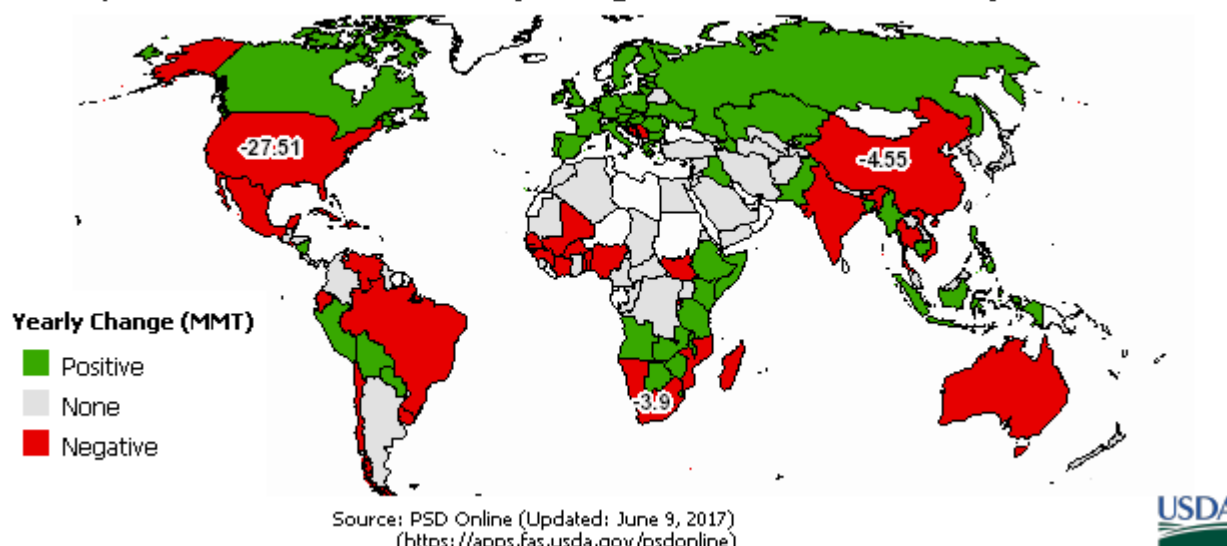 -27.51
-4.55
-3.9
Yearly Change (MMT)
Positive
None
Negative
Source: PSD Online (Updated: June 9, 2017)
(https://apps.fas.usda.gov/psdonline)
USDA